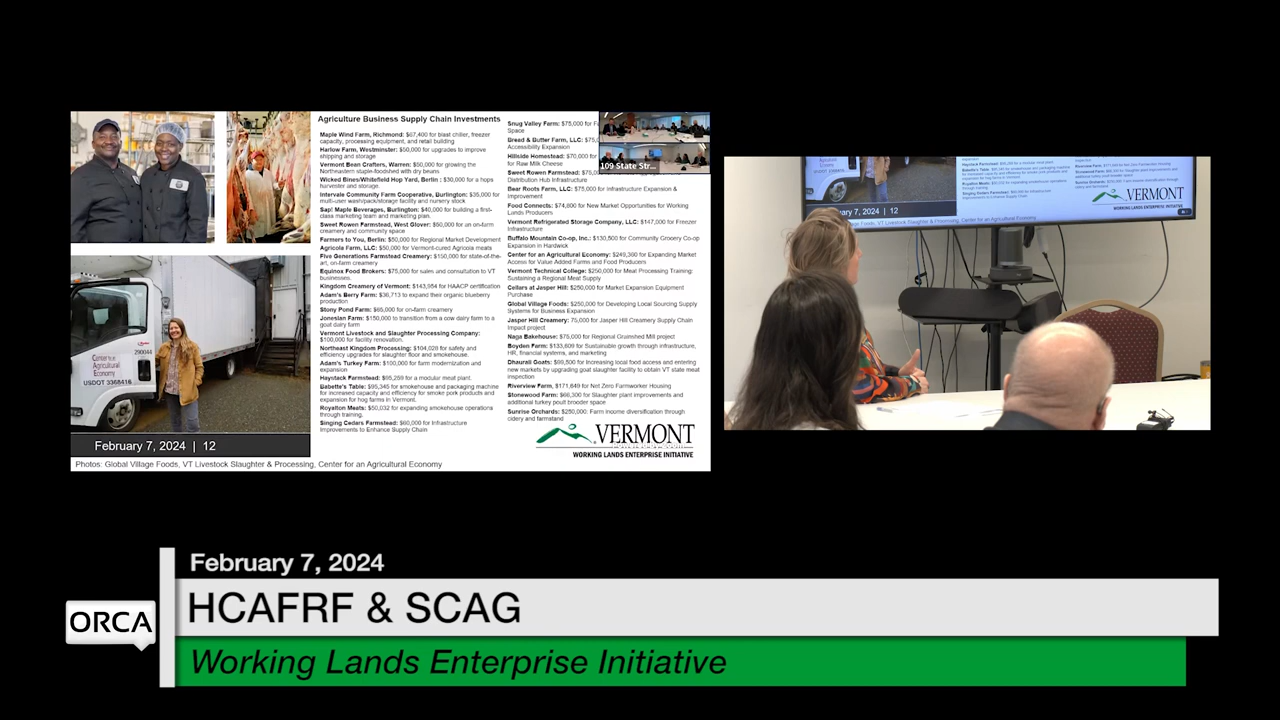 Agriculture Business Supply Chain Investments
Maple Wind Farm, Richmond: $67,400 for blast chiller, freezer
capacity, processing equipment, and retail building
Harlow Farm, Westminster: $50,000 for upgrades to improve
shipping and storage
Vermont Bean Crafters, Warren: $50,000 for growing the
Northeastern staple-foodshed with dry beans
Wicked Bines/Whitefield Hop Yard, Berlin : $30,000 for a hops
harvester and storage.
Intervale Community Farm Cooperative, Burlington: $35,000 for
multi-user wash/pack/storage facility and nursery stock
Sap! Maple Beverages, Burlington: $40,000 for building a first-
class marketing team and marketing plan.
Sweet Rowen Farmstead, West Glover: $50,000 for an on-farm
creamery and community space
Farmers to You, Berlin: $50,000 for Regional Market Development
Agricola Farm, LLC: $50,000 for Vermont-cured Agricola meats
Five Generations Farmstead Creamery: $150,000 for state-of-the-
art, on-farm creamery
Equinox Food Brokers: $75,000 for sales and consultation to VT
businesses.
Kingdom Creamery of Vermont: $143,954 for HAACP certification
Adam's Berry Farm: $36,713 to expand their organic blueberry
production
Stony Pond Farm: $65,000 for on-farm creamery
Joneslan Farm: $150,000 to transition from a cow dairy farm to a
goat dairy farm
Vermont Livestock and Slaughter Processing Company:
$100,000 for facility renovation.
Northeast Kingdom Processing: $104,028 for safety and
efficiency upgrades for slaughter floor and smokehouse.
Adam's Turkey Farm: $100,000 for farm modernization and
expansion
Haystack Farmstead: $95,259 for a modular meat plant.
Babette's Table: $95,345 for smokehouse and packaging machine
for increased capacity and efficiency for smoke pork products and
expansion for hog farms in Vermont.
Royalton Meats: $50,032 for expanding smokehouse operations
through training.
Singing Cedars Farmstead: $60,000 for Infrastructure
Improvements to Enhance Supply Chain
Snug Valley Farm: $75,000 for
Space
Bread & Butter Farm, LLC:
Accessibility Expansion
Hillside Homestead: $70,000 for
for Raw Milk Cheese
Sweet Rowen Farmstead:
Distribution Hub Infrastructure
Bear Roots Farm, LLC: $75,000 for Infrastructure Expansion &
Improvement
Food Connects: $74,800 for New Market Opportunities for Working
Lands Producers
Vermont Refrigerated Storage Company, LLC: $147,000 for Freezer
Infrastructure
Buffalo Mountain Co-op, Inc.: $130,500 for Community Grocery Co-op
Expansion in Hardwick
Center for an Agricultural Economy: $249,300 for Expanding Market
Access for Value Added Farms and Food Producers
Vermont Technical College: $250,000 for Meat Processing Training:
Sustaining a Regional Meat Supply
Cellars at Jasper Hill: $250,000 for Market Expansion Equipment
Purchase
Global Village Foods: $250,000 for Developing Local Sourcing Supply
Systems for Business Expansion
Jasper Hill Creamery: 75,000 for Jasper Hill Creamery Supply Chain
Impact project
Naga Bakehouse: $75,000 for Regional Grainshed Mill project
Boyden Farm: $133,609 for Sustainable growth through infrastructure,
HR, financial systems, and marketing
Dhaurali Goats: $89,500 for Increasing local food access and entering
new markets by upgrading goat slaughter facility to obtain VT state meat
inspection
Riverview Farm, $171,649 for Net Zero Farmworker Housing
Stonewood Farm: $66,300 for Slaughter plant improvements and
additional turkey poult brooder space
Sunrise Orchards: $250,000: Farm income diversification through
cidery and farmstand
109 State Str...
Center for an
Agricultural
Economy
USDOT 3368416
290044
February 7, 2024 | 12
VERMONT
WORKING LANDS ENTERPRISE INITIATIVE
Photos: Global Village Foods, VT Livestock Slaughter & Processing, Center for an Agricultural Economy
VERMONT
WORKING LANDS ENTERPRISE INITIATIVE
February 7, 2024
HCAFRF & SCAG
ORCA
Working Lands Enterprise Initiative